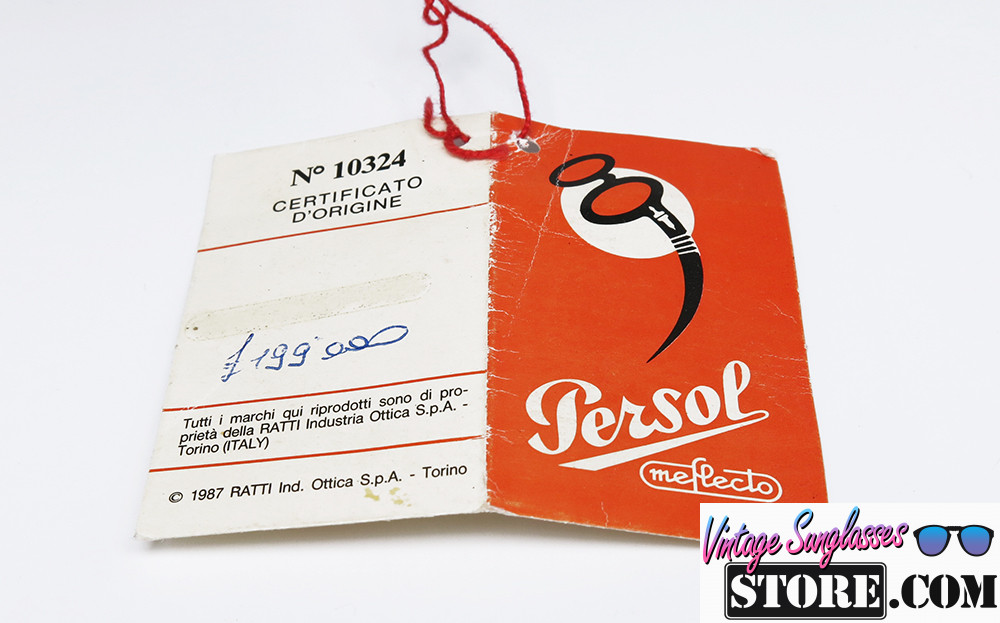 Nº 10324
CERTIFICATO
D'ORIGINE
£ 199.000
Tutti i marchi qui riprodotti sono di pro-
prietà della RATTI Industria Ottica S.p.A. -
Torino (ITALY)
© 1987 RATTI Ind. Ottica S.p.A. - Torino
Persol
meflecto
Vintage Sunglasses
STORE.COM